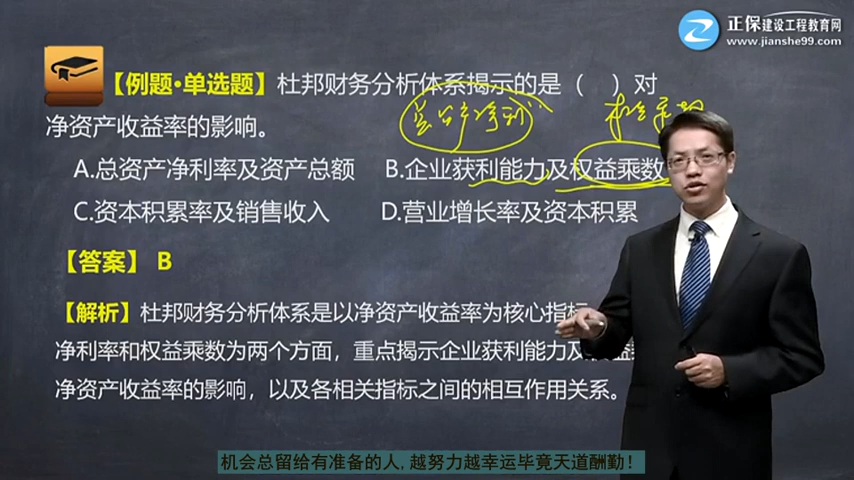 正保建设工程教育网
www.jianshe99.com
【例题·单选题】杜邦财务分析体系揭示的是（ ）对
净资产收益率的影响。
A.总资产净利率及资产总额 B.企业获利能力及权益乘数
C.资本积累率及销售收入 D.营业增长率及资本积累
【答案】 B
【解析】杜邦财务分析体系是以净资产收益率为核心指标
净利率和权益乘数为两个方面，重点揭示企业获利能力及
净资产收益率的影响，以及各相关指标之间的相互作用关系。
机会总留给有准备的人,越努力越幸运毕竟天道酬勤！